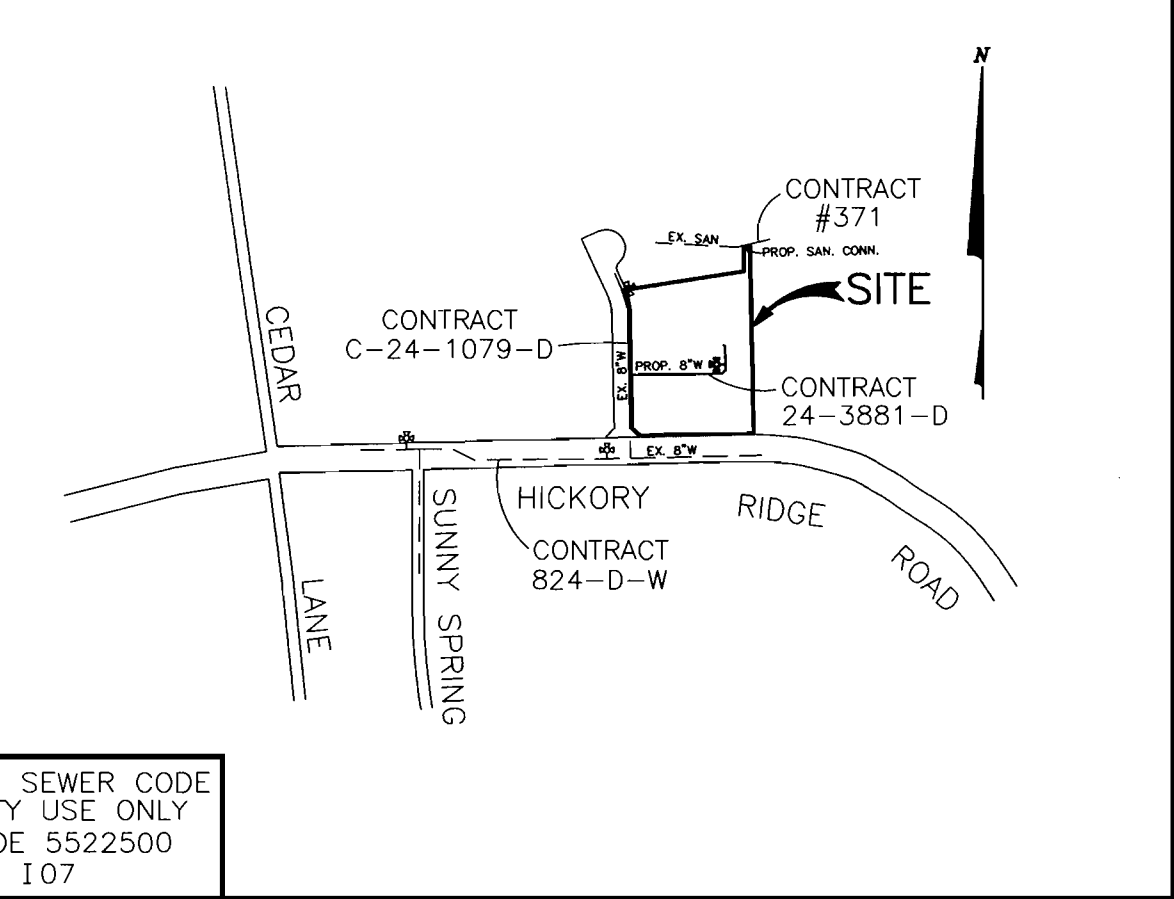 N
CONTRACT
#371
EX. SAN
PROP. SAN. CONN.
SITE
CEDAR
CONTRACT
C-24-1079-D
EX. 8"W
PROP. 8"W
CONTRACT
24-3881-D
EX. 8"W
HICKORY
RIDGE
ROAD
SUNNY SPRING
CONTRACT
824-D-W
LANE
SEWER CODE
TY USE ONLY
DE 5522500
I07